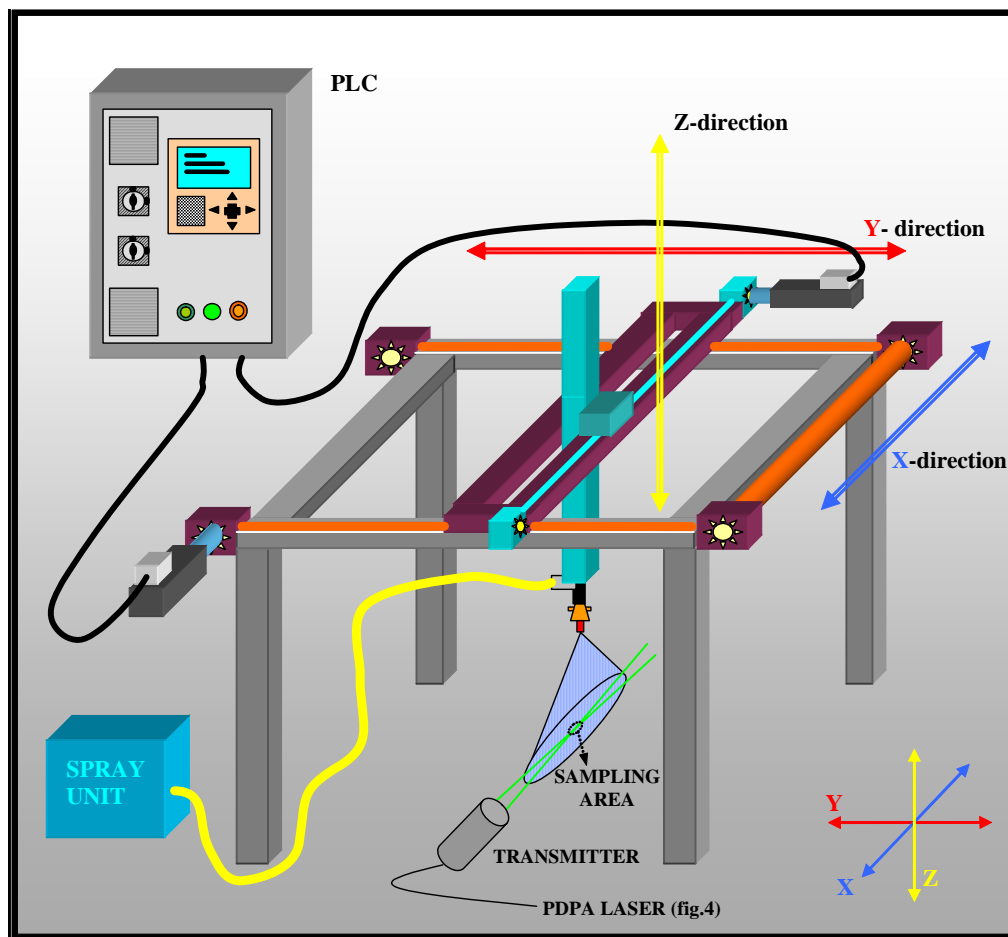 PLC
Z-direction
Y- direction
X-direction
SPRAY
UNIT
SAMPLING
AREA
TRANSMITTER
PDPA LASER (fig.4)
Y
X
Z